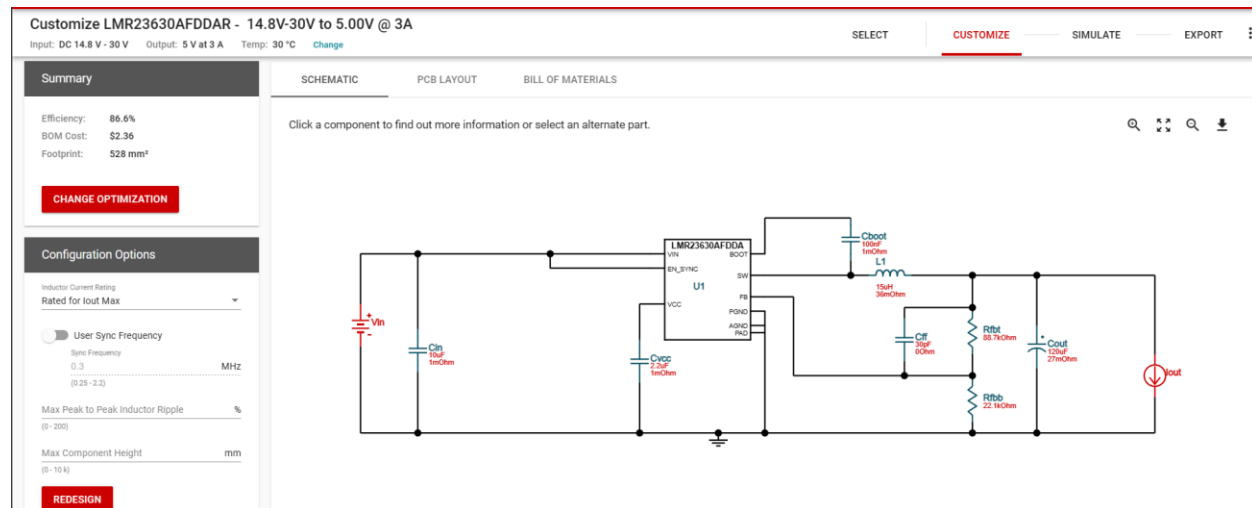 Customize LMR23630AFDDAR - 14.8V-30V to 5.00V @ 3A
Input: DC 14.8 V - 30 V Output: 5 V at 3 A Temp: 30 °C Change
SELECT CUSTOMIZE SIMULATE EXPORT
Summary
Efficiency: 86.6%
BOM Cost: $2.36
Footprint: 528 mm²
CHANGE OPTIMIZATION
Configuration Options
Inductor Current Rating
Rated for Iout Max
User Sync Frequency
Sync Frequency
0.3 MHz
(0.25 - 2.2)
Max Peak to Peak Inductor Ripple %
(0 - 200)
Max Component Height mm
(0 - 10 k)
REDESIGN
SCHEMATIC PCB LAYOUT BILL OF MATERIALS
Click a component to find out more information or select an alternate part.
Vin
Cin
10uF
1mOhm
Cvcc
2.2uF
1mOhm
LMR23630AFDDA
VIN BOOT
EN_SYNC
SW
U1
FB
VCC
PGND
AGND
PAD
Cboot
100nF
1mOhm
L1
15uH
36mOhm
Cff
30pF
0Ohm
Rfbt
88.7kOhm
Cout
120uF
27mOhm
Rfbb
22.1kOhm
Iout